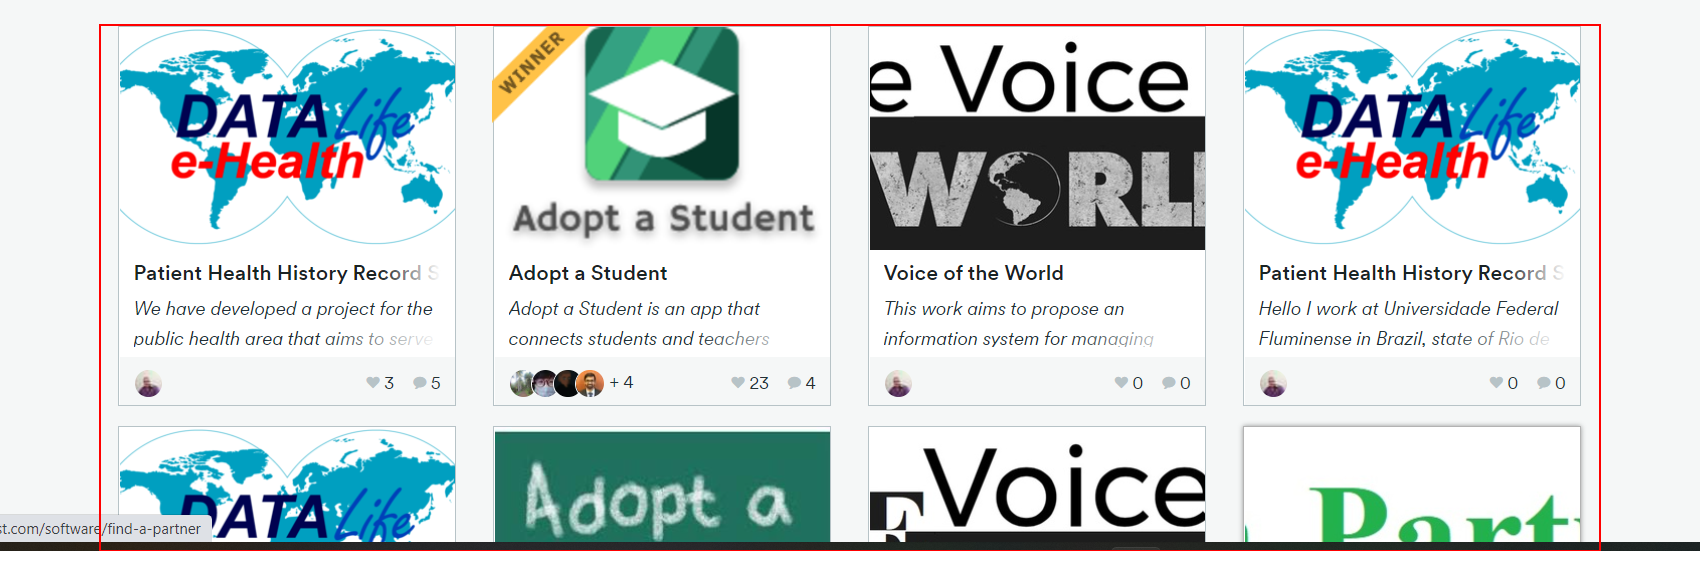 DATA Life
e-Health
WINNER
Adopt a Student
e Voice
WORL
DATA Life
e-Health
Patient Health History Record S
We have developed a project for the
public health area that aims to serve
3 5
Adopt a Student
Adopt a Student is an app that
connects students and teachers
+ 4 23 4
Voice of the World
This work aims to propose an
information system for managing
0 0
Patient Health History Record S
Hello I work at Universidade Federal
Fluminense in Brazil, state of Rio de
0 0
DATA Life
Adopt a
Voice
F
Part
st.com/software/find-a-partner